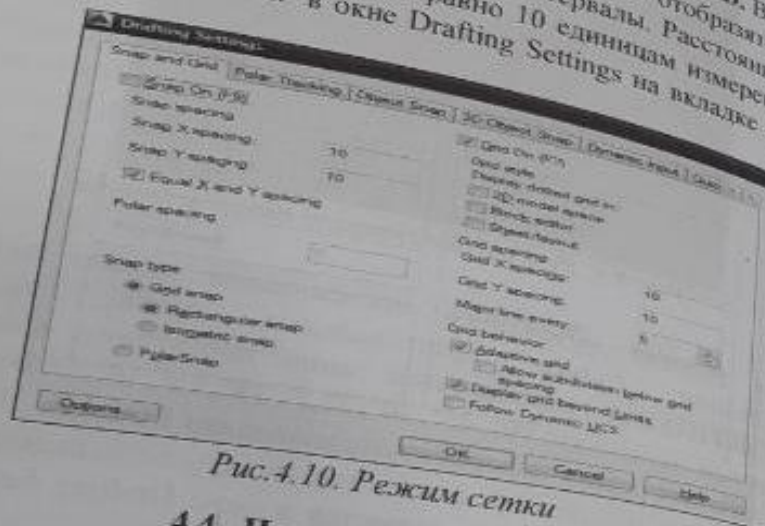 отобразят
интервалы. Расстояни
равно 10 единицам измере
в окне Drafting Settings на вкладке
Drafting Settings
Snap and Grid Polar Tracking Object Snap 3D Object Snap Dynamic Input Quic
Snap On (F9)
Snap spacing
Snap X spacing: 10
Snap Y spacing: 10
Equal X and Y spacing
Polar spacing
Snap type
Grid snap
Rectangular snap
Isometric snap
PolarSnap
Grid On (F7)
Grid style
Display dotted grid in:
2D model space
Block editor
Sheet/layout
Grid spacing
Grid X spacing: 10
Grid Y spacing: 10
Major line every: 5
Grid behavior
Adaptive grid
Allow subdivision below grid
spacing
Display grid beyond Limits
Follow Dynamic UCS
Options... OK Cancel Help
Рис.4.10. Режим сетки